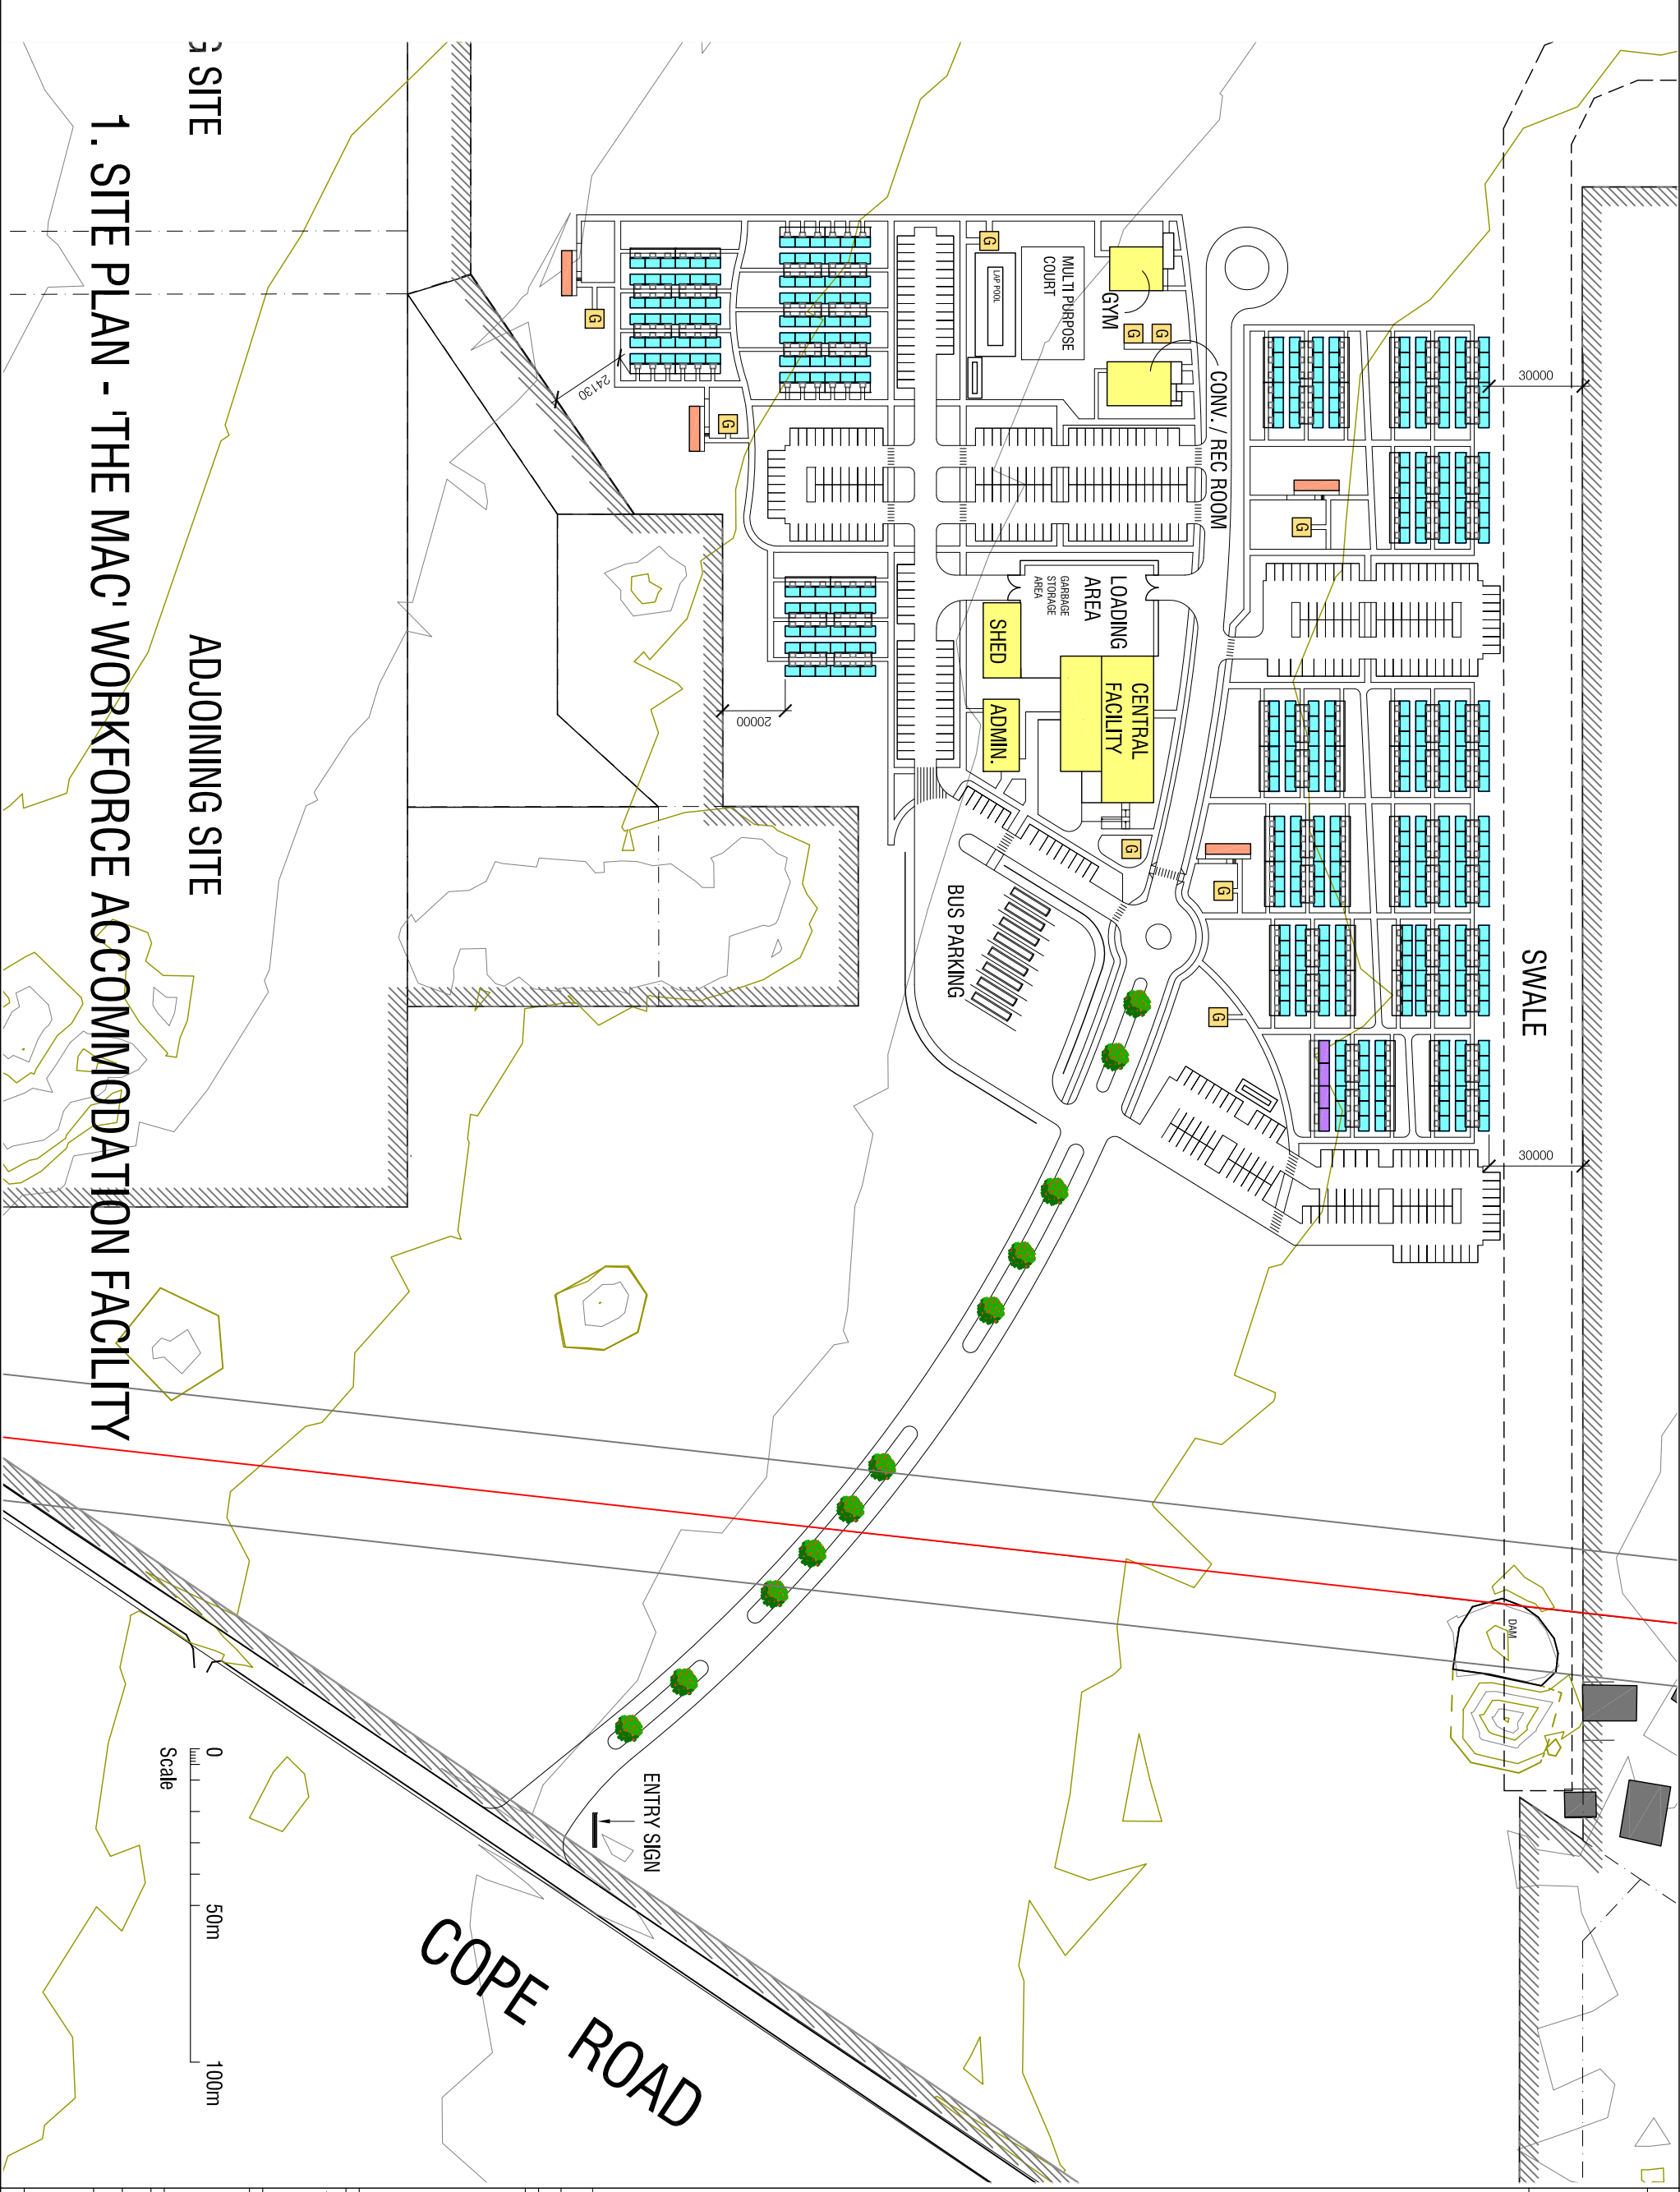 SWALE
30000
30000
DAM
CONV. / REC ROOM
GYM
MULTI PURPOSE
COURT
LAP POOL
G
G
G
G
G
G
G
G
G
G
LOADING
AREA
GARBAGE
STORAGE
AREA
CENTRAL
FACILITY
SHED
ADMIN.
BUS PARKING
24130
20000
ENTRY SIGN
COPE ROAD
G SITE
ADJOINING SITE
0
50m
100m
Scale
1. SITE PLAN - 'THE MAC' WORKFORCE ACCOMMODATION FACILITY